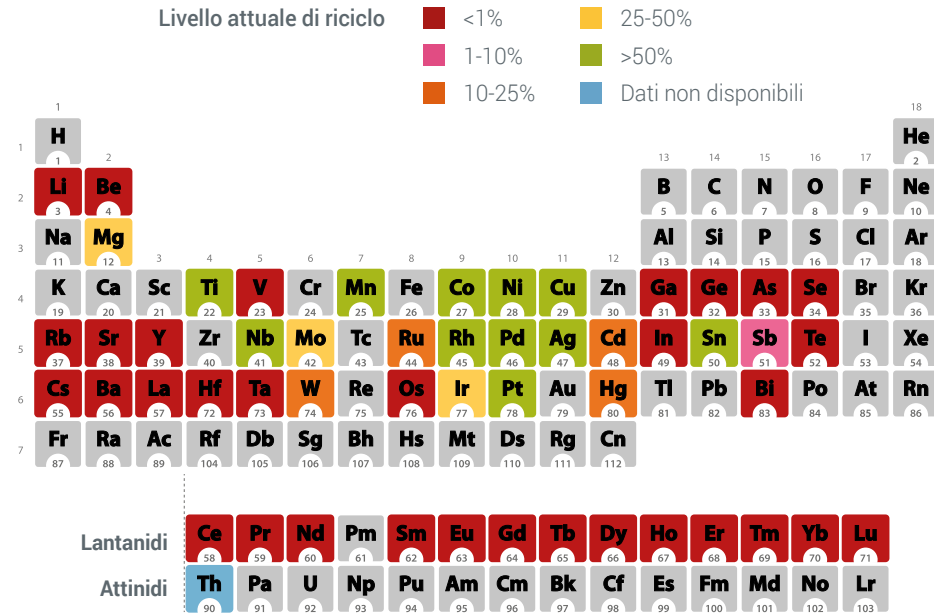 Livello attuale di riciclo <1% 25-50%
1-10% >50%
10-25% Dati non disponibili
1 18
1 H He
1 2 2
13 14 15 16 17
2 Li Be B C N O F Ne
3 4 5 6 7 8 9 10
3 Na Mg Al Si P S Cl Ar
11 12 3 4 5 6 7 8 9 10 11 12 13 14 15 16 17 18
4 K Ca Sc Ti V Cr Mn Fe Co Ni Cu Zn Ga Ge As Se Br Kr
19 20 21 22 23 24 25 26 27 28 29 30 31 32 33 34 35 36
5 Rb Sr Y Zr Nb Mo Tc Ru Rh Pd Ag Cd In Sn Sb Te I Xe
37 38 39 40 41 42 43 44 45 46 47 48 49 50 51 52 53 54
6 Cs Ba La Hf Ta W Re Os Ir Pt Au Hg Tl Pb Bi Po At Rn
55 56 57 72 73 74 75 76 77 78 79 80 81 82 83 84 85 86
7 Fr Ra Ac Rf Db Sg Bh Hs Mt Ds Rg Cn
87 88 89 104 105 106 107 108 109 110 111 112
Lantanidi Ce Pr Nd Pm Sm Eu Gd Tb Dy Ho Er Tm Yb Lu
58 59 60 61 62 63 64 65 66 67 68 69 70 71
Attinidi Th Pa U Np Pu Am Cm Bk Cf Es Fm Md No Lr
90 91 92 93 94 95 96 97 98 99 100 101 102 103